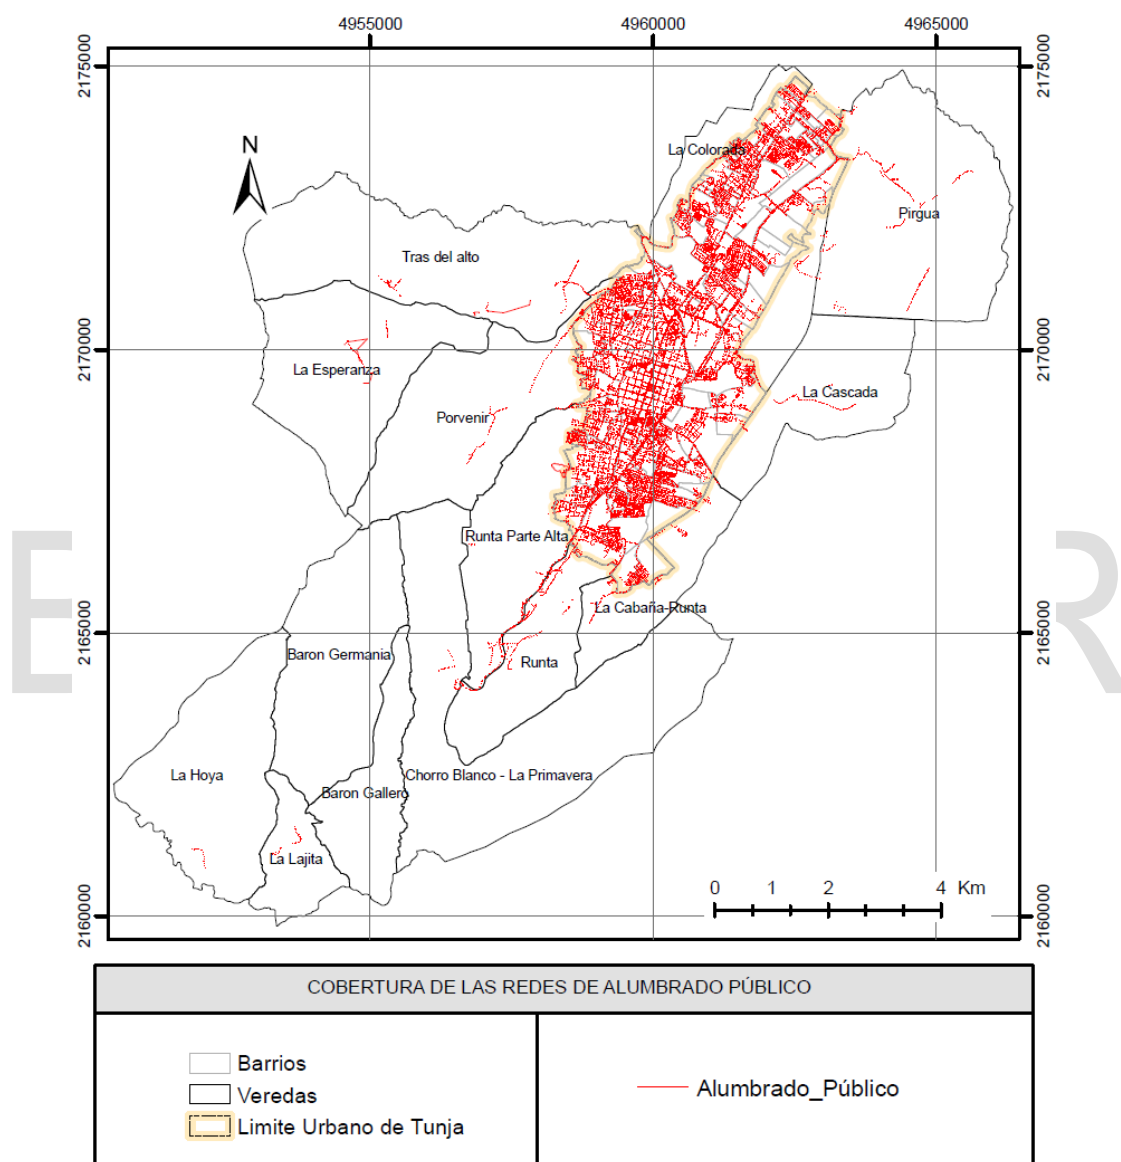 4955000 4960000 4965000
2175000 2175000
N
La Colorada
Pirgua
Tras del alto
2170000 2170000
La Esperanza
La Cascada
Porvenir
Runta Parte Alta
E R
La Cabaña-Runta
2165000 2165000
Baron Germania
Runta
La Hoya
Chorro Blanco - La Primavera
Baron Gallero
La Lajita
0 1 2 4 Km
2160000 2160000
COBERTURA DE LAS REDES DE ALUMBRADO PÚBLICO
Barrios
Veredas
Limite Urbano de Tunja
Alumbrado_Público